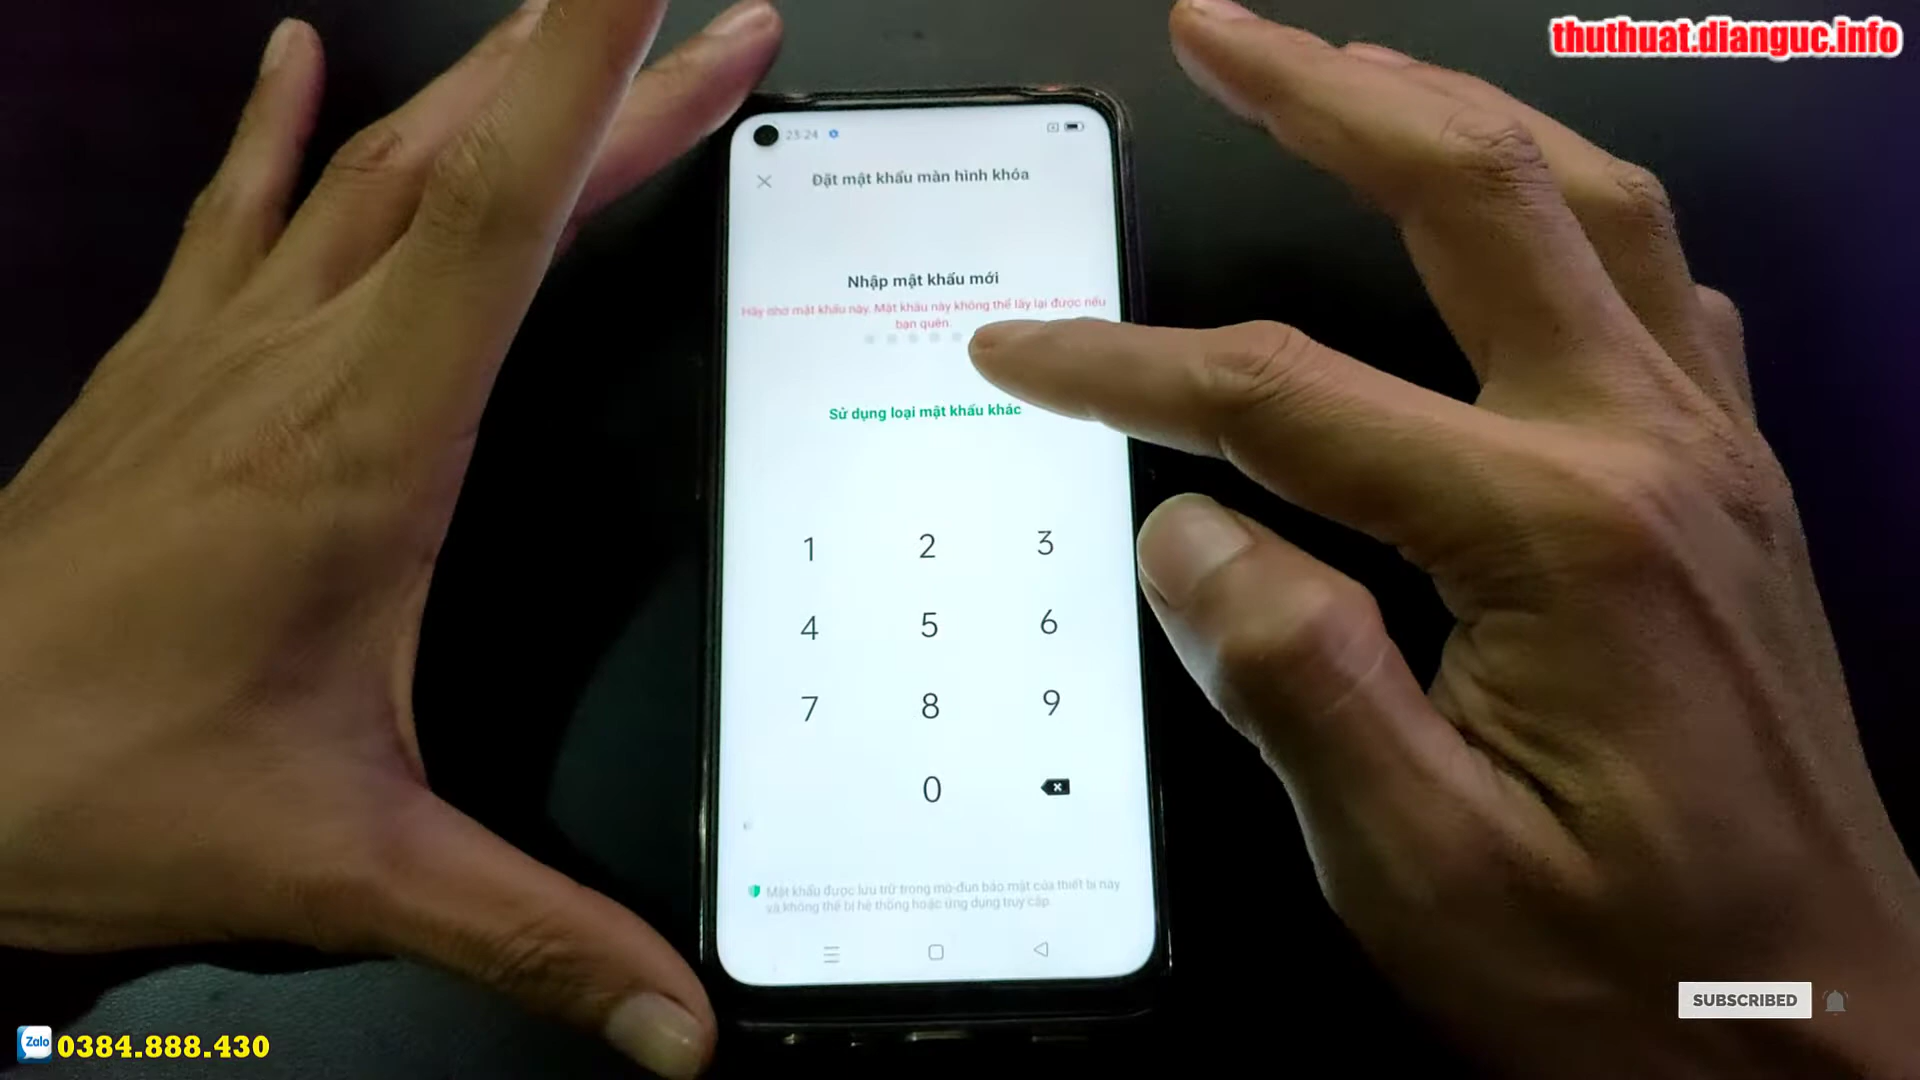 thuthuat.dianguc.info
23:24
Đặt mật khẩu màn hình khóa
Nhập mật khẩu mới
Hãy nhớ mật khẩu này. Mật khẩu này không thể lấy lại được nếu
bạn quên.
Sử dụng loại mật khẩu khác
1 2 3
4 5 6
7 8 9
0
Mật khẩu được lưu trữ trong mô-đun bảo mật của thiết bị này
và không thể bị hệ thống hoặc ứng dụng truy cập.
SUBSCRIBED
Zalo 0384.888.430